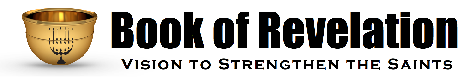 Book of Revelation
Vision to Strengthen the Saints